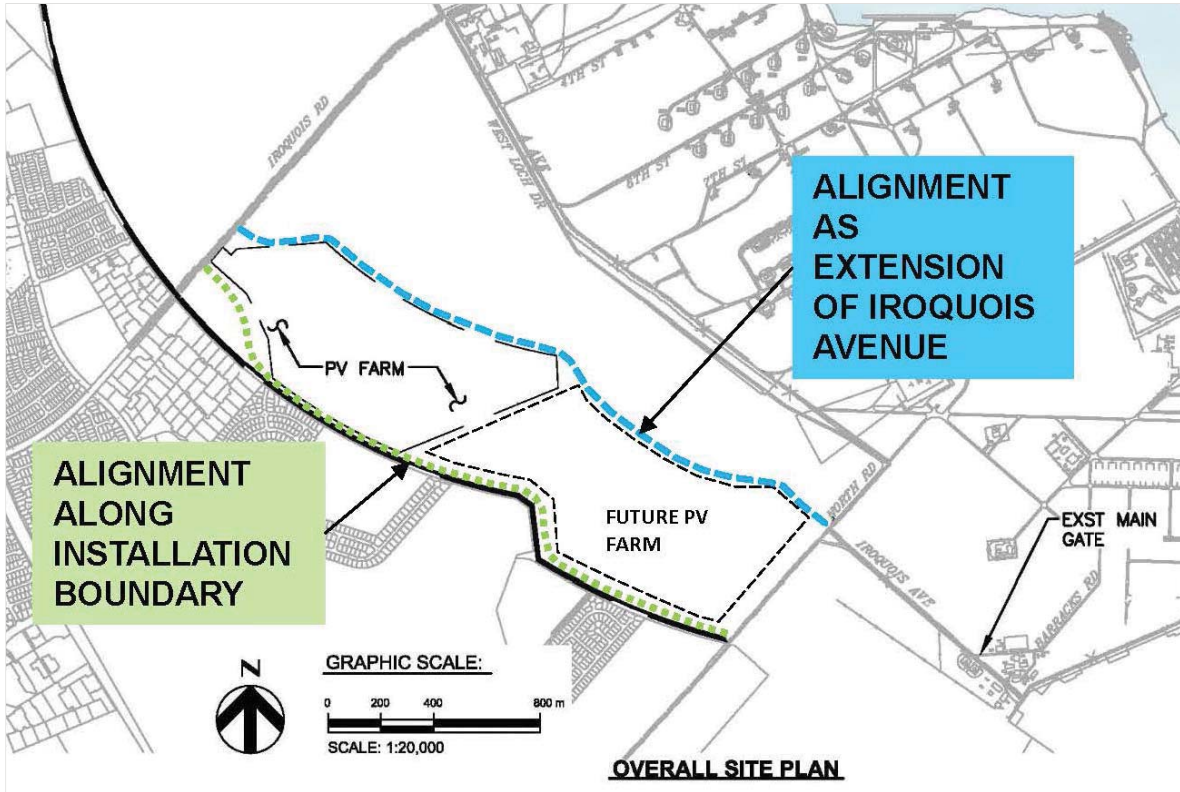 IROQUOIS RD
4TH ST
A AVE
WEST LOCH DR
6TH ST
7TH ST
ALIGNMENT
AS
EXTENSION
OF IROQUOIS
AVENUE
PV FARM
ALIGNMENT
ALONG
INSTALLATION
BOUNDARY
FUTURE PV
FARM
NORTH RD
EXST MAIN
GATE
IROQUOIS AVE
BARRACKS RD
N
GRAPHIC SCALE:
0 200 400 800 m
SCALE: 1:20,000
OVERALL SITE PLAN